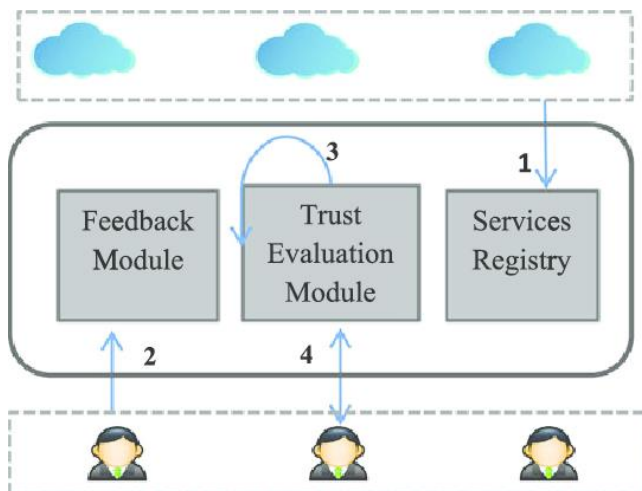 3
1
Feedback
Module
Trust
Evaluation
Module
Services
Registry
2
4